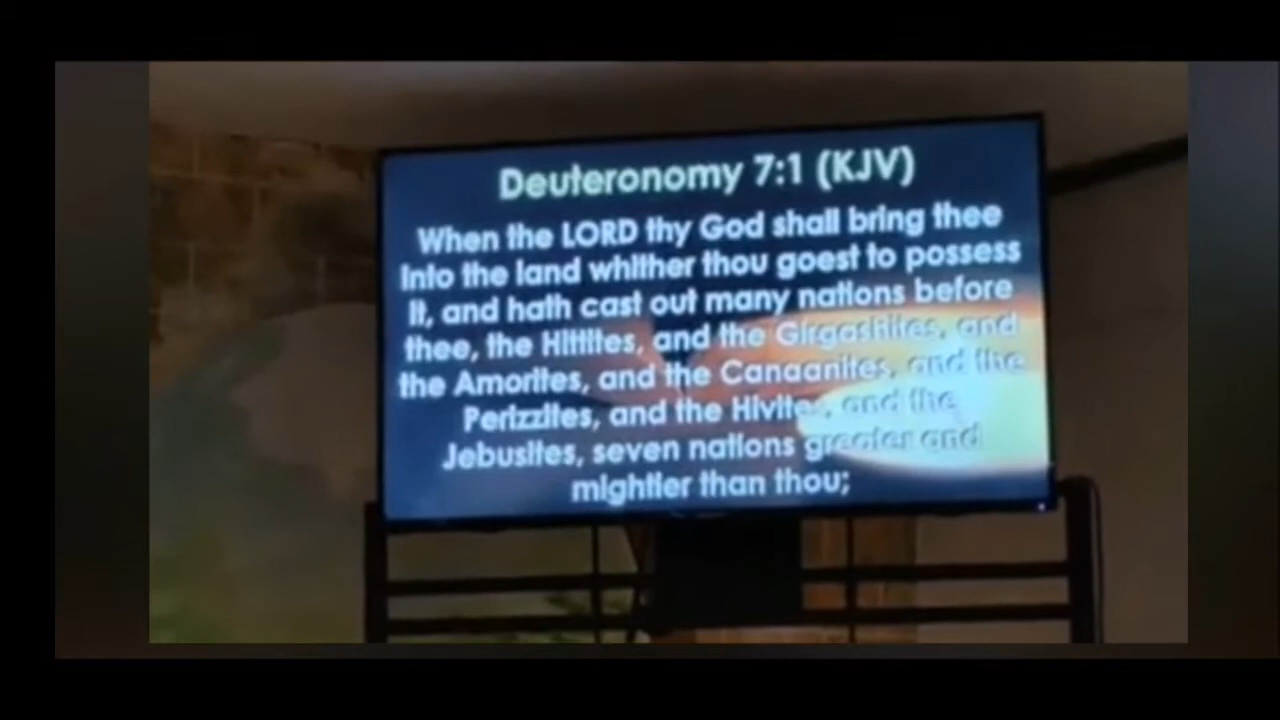 Deuteronomy 7:1 (KJV)
When the LORD thy God shall bring thee
into the land whither thou goest to possess
it, and hath cast out many nations before
thee, the Hittites, and the Girgashites, and
the Amorites, and the Canaanites, and the
Perizzites, and the Hivites, and the
Jebusites, seven nations greater and
mightier than thou;